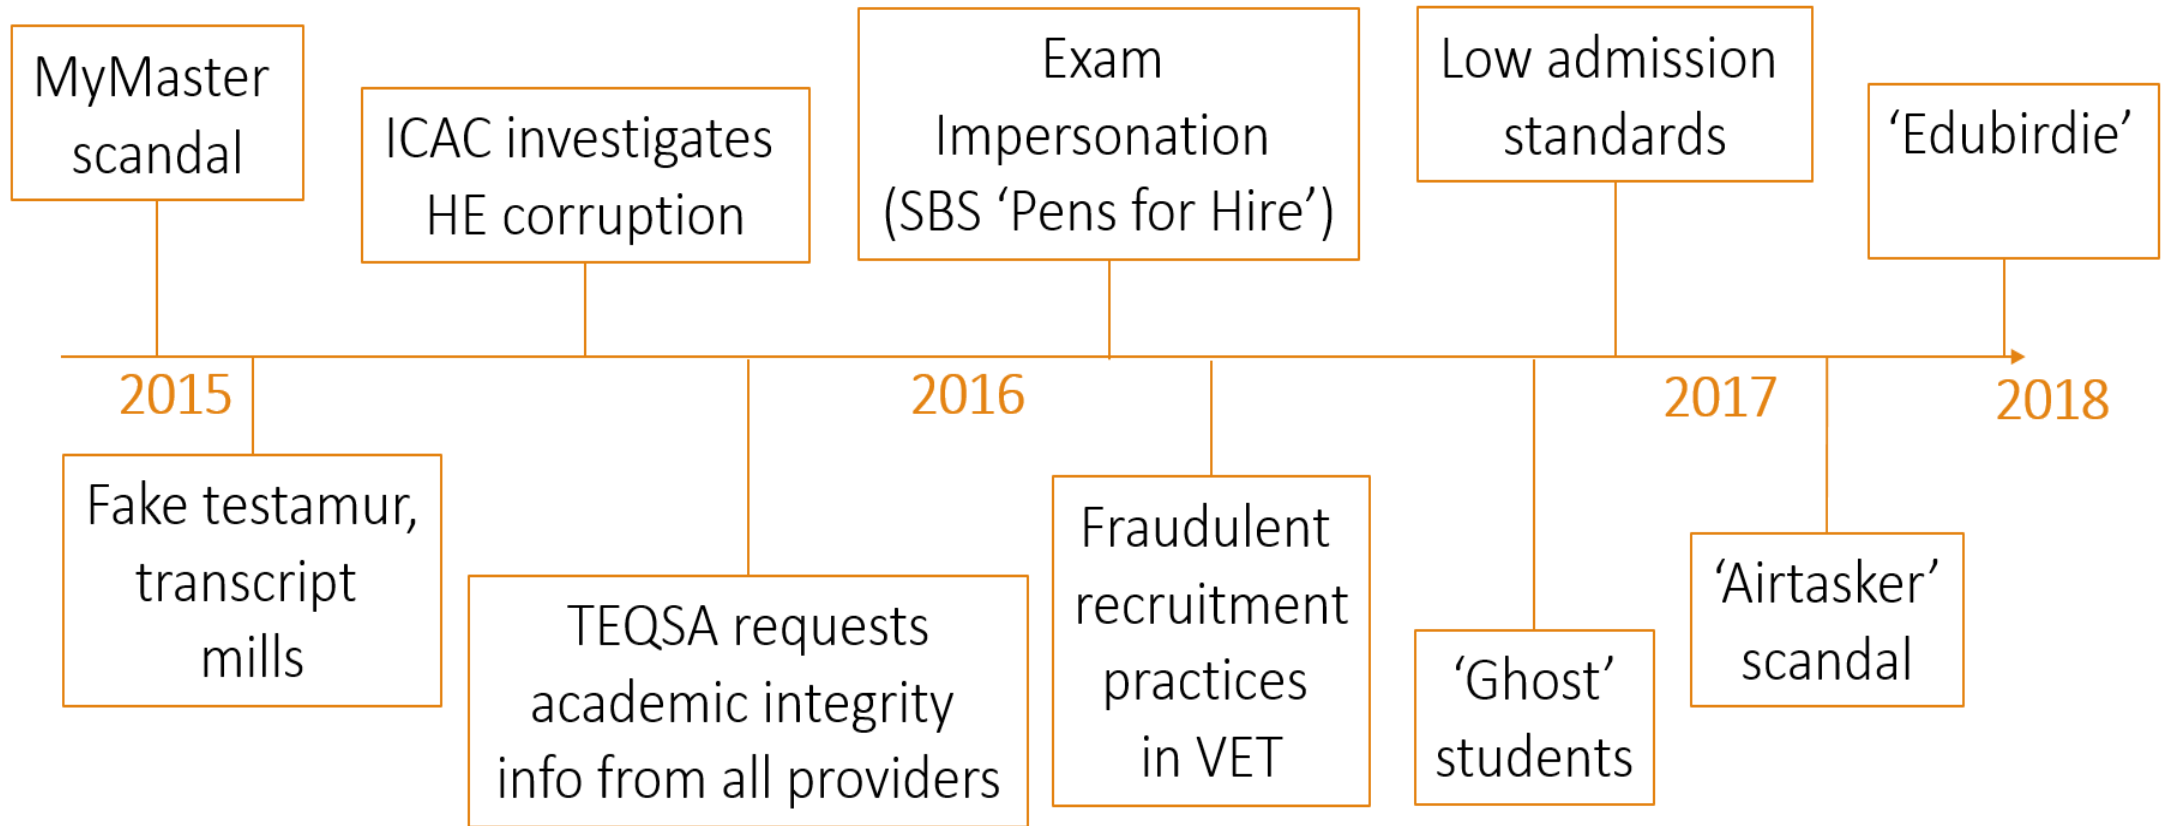 MyMaster
scandal
ICAC investigates
HE corruption
Exam
Impersonation
(SBS ‘Pens for Hire’)
Low admission
standards
‘Edubirdie’
2015
2016
2017
2018
Fake testamur,
transcript
mills
TEQSA requests
academic integrity
info from all providers
Fraudulent
recruitment
practices
in VET
‘Ghost’
students
‘Airtasker’
scandal